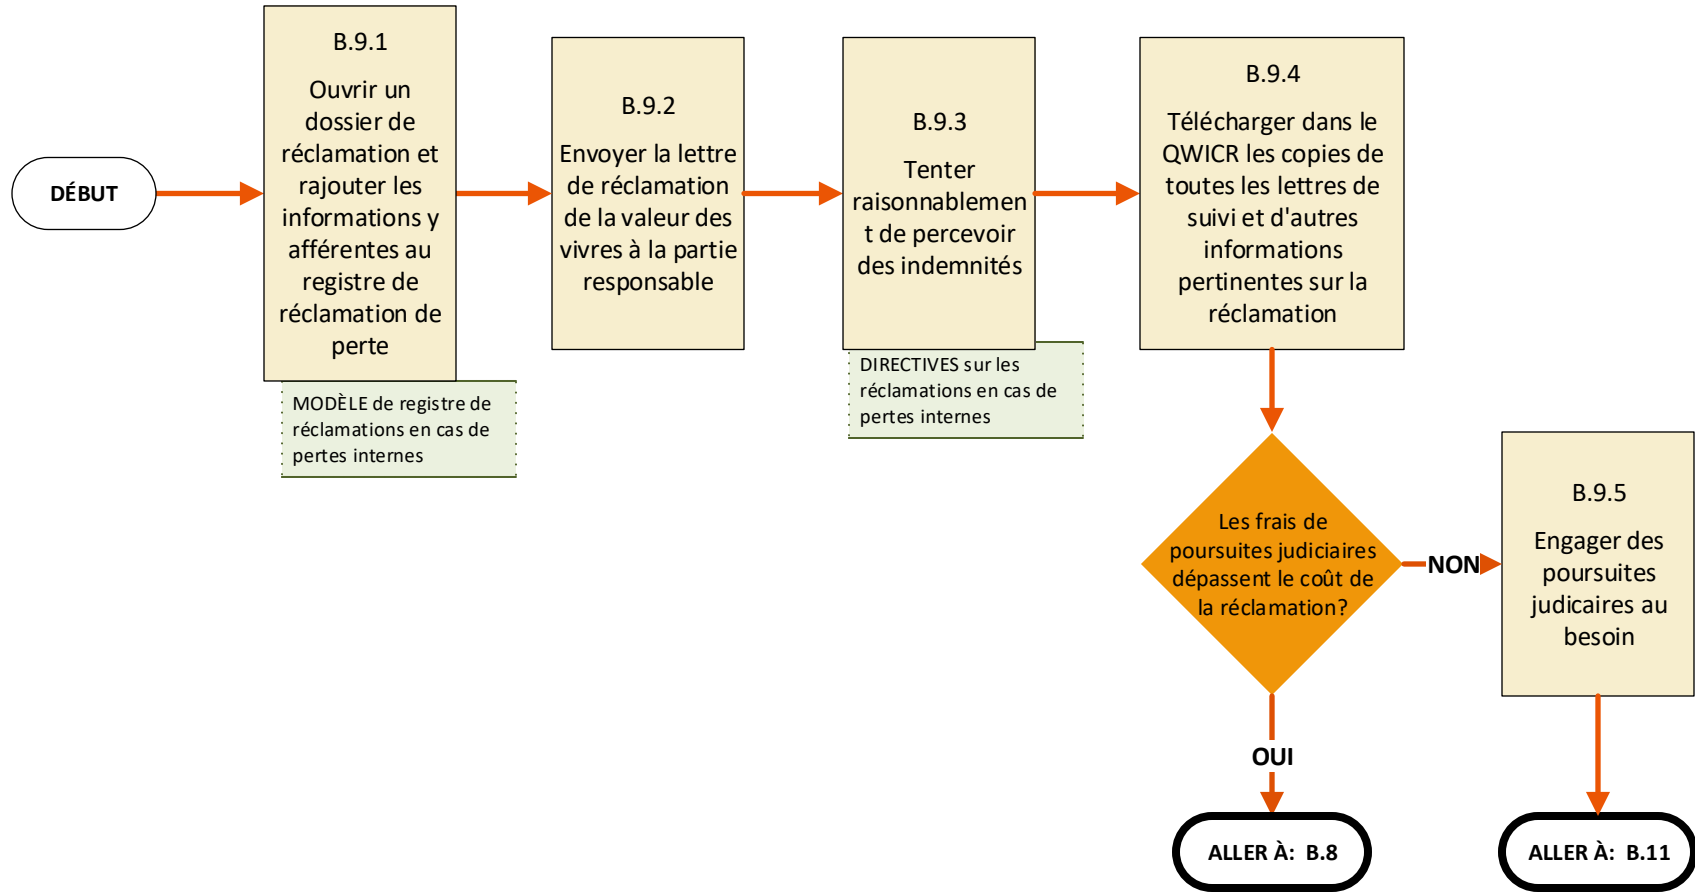 DÉBUT
B.9.1
Ouvrir un
dossier de
réclamation et
rajouter les
informations y
afférentes au
registre de
réclamation de
perte
MODÈLE de registre de
réclamations en cas de
pertes internes
B.9.2
Envoyer la lettre
de réclamation
de la valeur des
vivres à la partie
responsable
B.9.3
Tenter
raisonnablemen
t de percevoir
des indemnités
DIRECTIVES sur les
réclamations en cas de
pertes internes
B.9.4
Télécharger dans le
QWICR les copies de
toutes les lettres de
suivi et d'autres
informations
pertinentes sur la
réclamation
Les frais de
poursuites judiciaires
dépassent le coût de
la réclamation?
NON
B.9.5
Engager des
poursuites
judicaires au
besoin
OUI
ALLER À: B.8
ALLER À: B.11